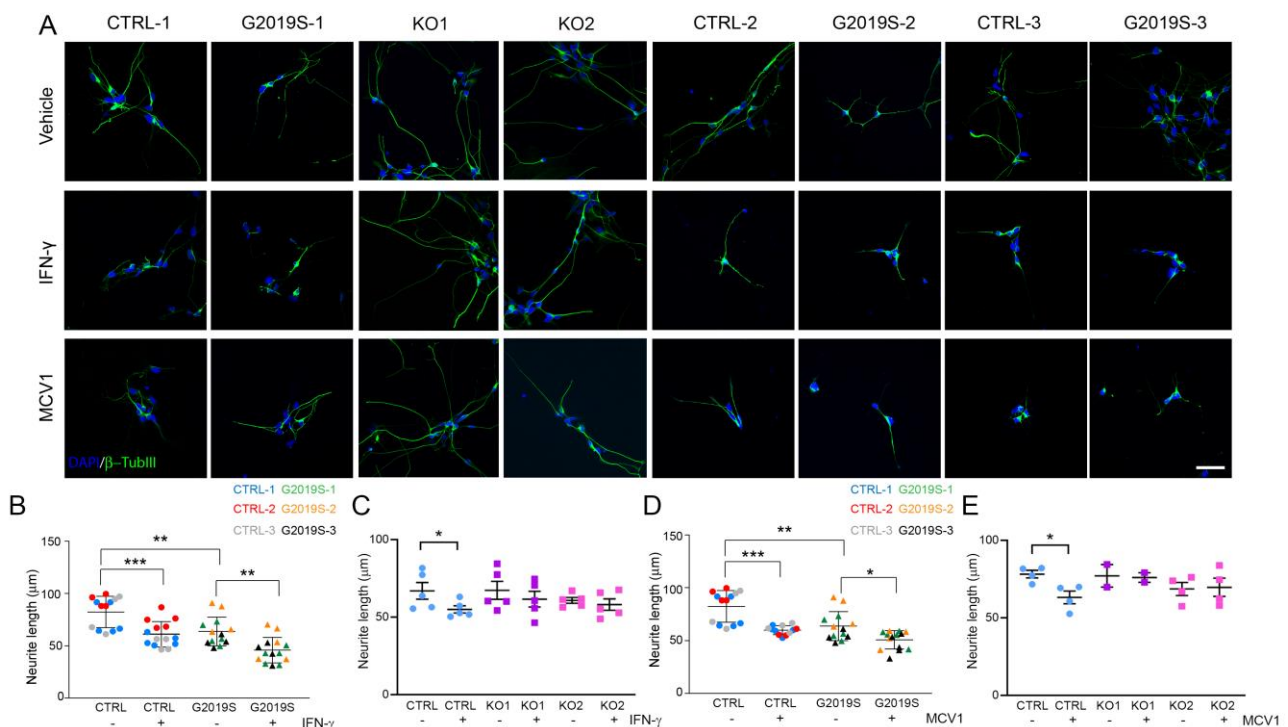 A
CTRL-1 G2019S-1 KO1 KO2 CTRL-2 G2019S-2 CTRL-3 G2019S-3
Vehicle
IFN-γ
MCV1
DAPI/β-TubIII
B
CTRL-1 G2019S-1
CTRL-2 G2019S-2
CTRL-3 G2019S-3
Neurite length (μm)
150
100
50
0
** 
***
**
CTRL CTRL G2019S G2019S
- + - + IFN-γ
C
Neurite length (μm)
100
50
0
*
CTRL CTRL KO1 KO1 KO2 KO2
- + - + - + IFN-γ
D
CTRL-1 G2019S-1
CTRL-2 G2019S-2
CTRL-3 G2019S-3
Neurite length (μm)
150
100
50
0
**
***
*
CTRL CTRL G2019S G2019S
- + - + MCV1
E
Neurite length (μm)
100
50
0
*
CTRL CTRL KO1 KO1 KO2 KO2
- + - + - + MCV1